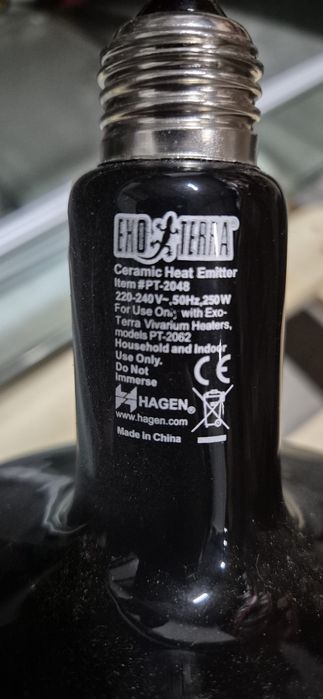 EXO TERRA®
Ceramic Heat Emitter
Item #PT-2048
220-240V~,50Hz,250W
For Use Only with Exo-
Terra Vivarium Heaters,
models PT-2062
Household and Indoor
Use Only.
Do Not
Immerse
CE
HAGEN®
www.hagen.com
Made in China